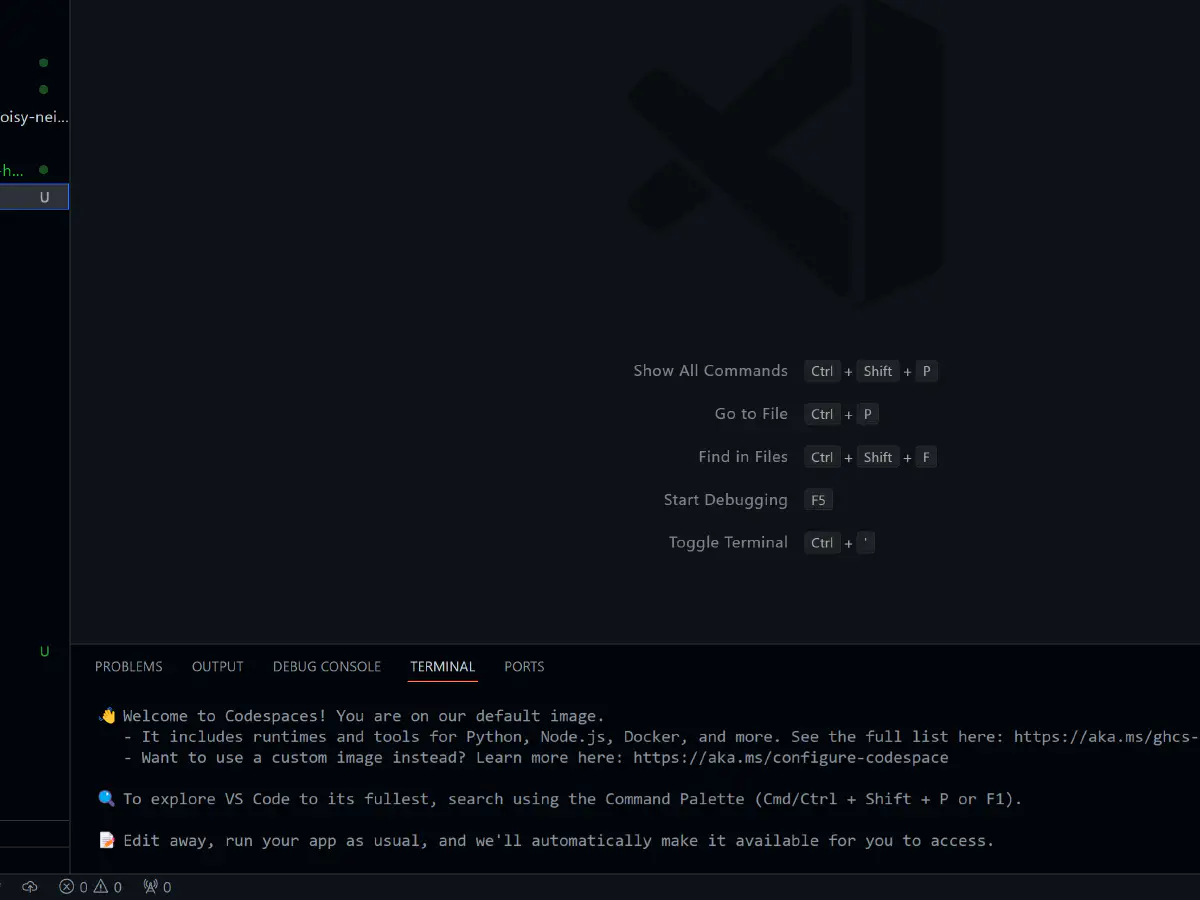 oisy-nei...
-h...
U
Show All Commands Ctrl + Shift + P
Go to File Ctrl + P
Find in Files Ctrl + Shift + F
Start Debugging F5
Toggle Terminal Ctrl + '
U
PROBLEMS OUTPUT DEBUG CONSOLE TERMINAL PORTS
👋 Welcome to Codespaces! You are on our default image.
- It includes runtimes and tools for Python, Node.js, Docker, and more. See the full list here: https://aka.ms/ghcs-
- Want to use a custom image instead? Learn more here: https://aka.ms/configure-codespace
🔍 To explore VS Code to its fullest, search using the Command Palette (Cmd/Ctrl + Shift + P or F1).
📝 Edit away, run your app as usual, and we'll automatically make it available for you to access.
0 0 0